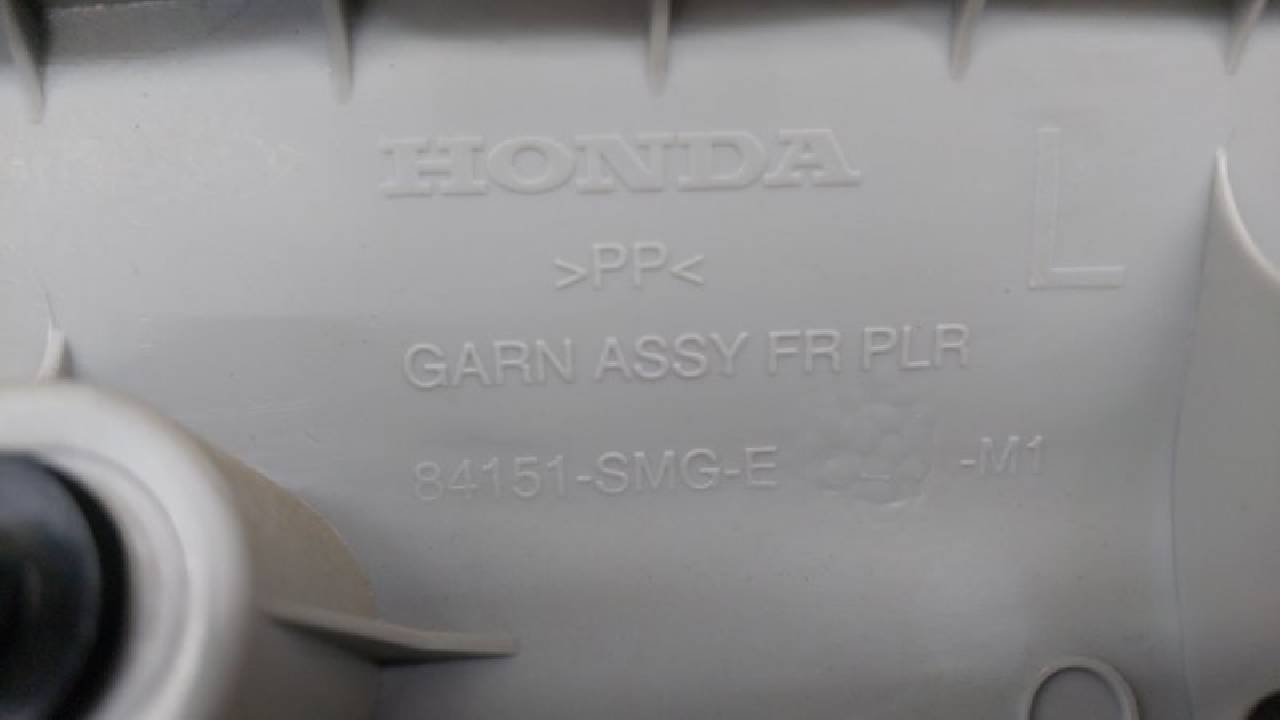 HONDA
L
>PP<
GARN ASSY FR PLR
84151-SMG-E -M1